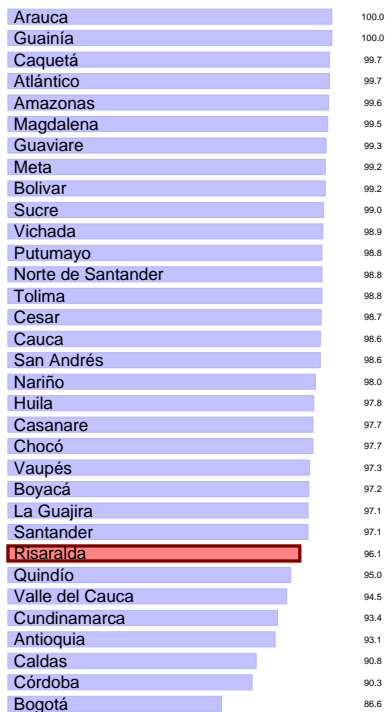 Arauca 100.0
Guainía 100.0
Caquetá 99.7
Atlántico 99.7
Amazonas 99.6
Magdalena 99.5
Guaviare 99.3
Meta 99.2
Bolivar 99.2
Sucre 99.0
Vichada 98.9
Putumayo 98.8
Norte de Santander 98.8
Tolima 98.8
Cesar 98.7
Cauca 98.6
San Andrés 98.6
Nariño 98.0
Huila 97.8
Casanare 97.7
Chocó 97.7
Vaupés 97.3
Boyacá 97.2
La Guajira 97.1
Santander 97.1
Risaralda 96.1
Quindío 95.0
Valle del Cauca 94.5
Cundinamarca 93.4
Antioquia 93.1
Caldas 90.8
Córdoba 90.3
Bogotá 86.6